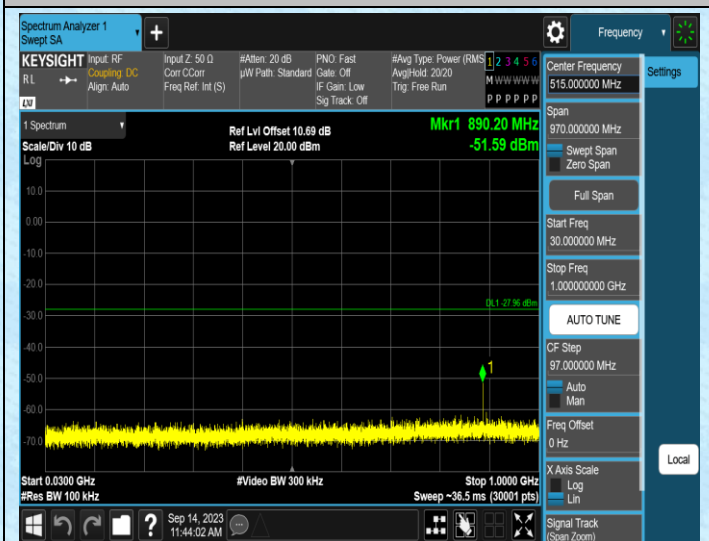 Spectrum Analyzer 1
Swept SA
Frequency
KEYSIGHT
RL
LXI
Input: RF
Coupling: DC
Align: Auto
Input Z: 50 Ω
Corr CCorr
Freq Ref: Int (S)
#Atten: 20 dB
µW Path: Standard
PNO: Fast
Gate: Off
IF Gain: Low
Sig Track: Off
#Avg Type: Power (RMS
Avg|Hold: 20/20
Trig: Free Run
1 2 3 4 5 6
M W W W W W
P P P P P P
1 Spectrum
Scale/Div 10 dB
Ref Lvl Offset 10.69 dB
Ref Level 20.00 dBm
Mkr1 890.20 MHz
-51.59 dBm
Log
10.0
0.00
-10.0
-20.0
DL1 -27.96 dBm
-30.0
-40.0
1
-50.0
-60.0
-70.0
Start 0.0300 GHz
#Video BW 300 kHz
Stop 1.0000 GHz
#Res BW 100 kHz
Sweep ~36.5 ms (30001 pts)
?
Sep 14, 2023
11:44:02 AM
Center Frequency
515.000000 MHz
Settings
Span
970.000000 MHz
Swept Span
Zero Span
Full Span
Start Freq
30.000000 MHz
Stop Freq
1.000000000 GHz
AUTO TUNE
CF Step
97.000000 MHz
Auto
Man
Freq Offset
0 Hz
Local
X Axis Scale
Log
Lin
Signal Track
(Span Zoom)